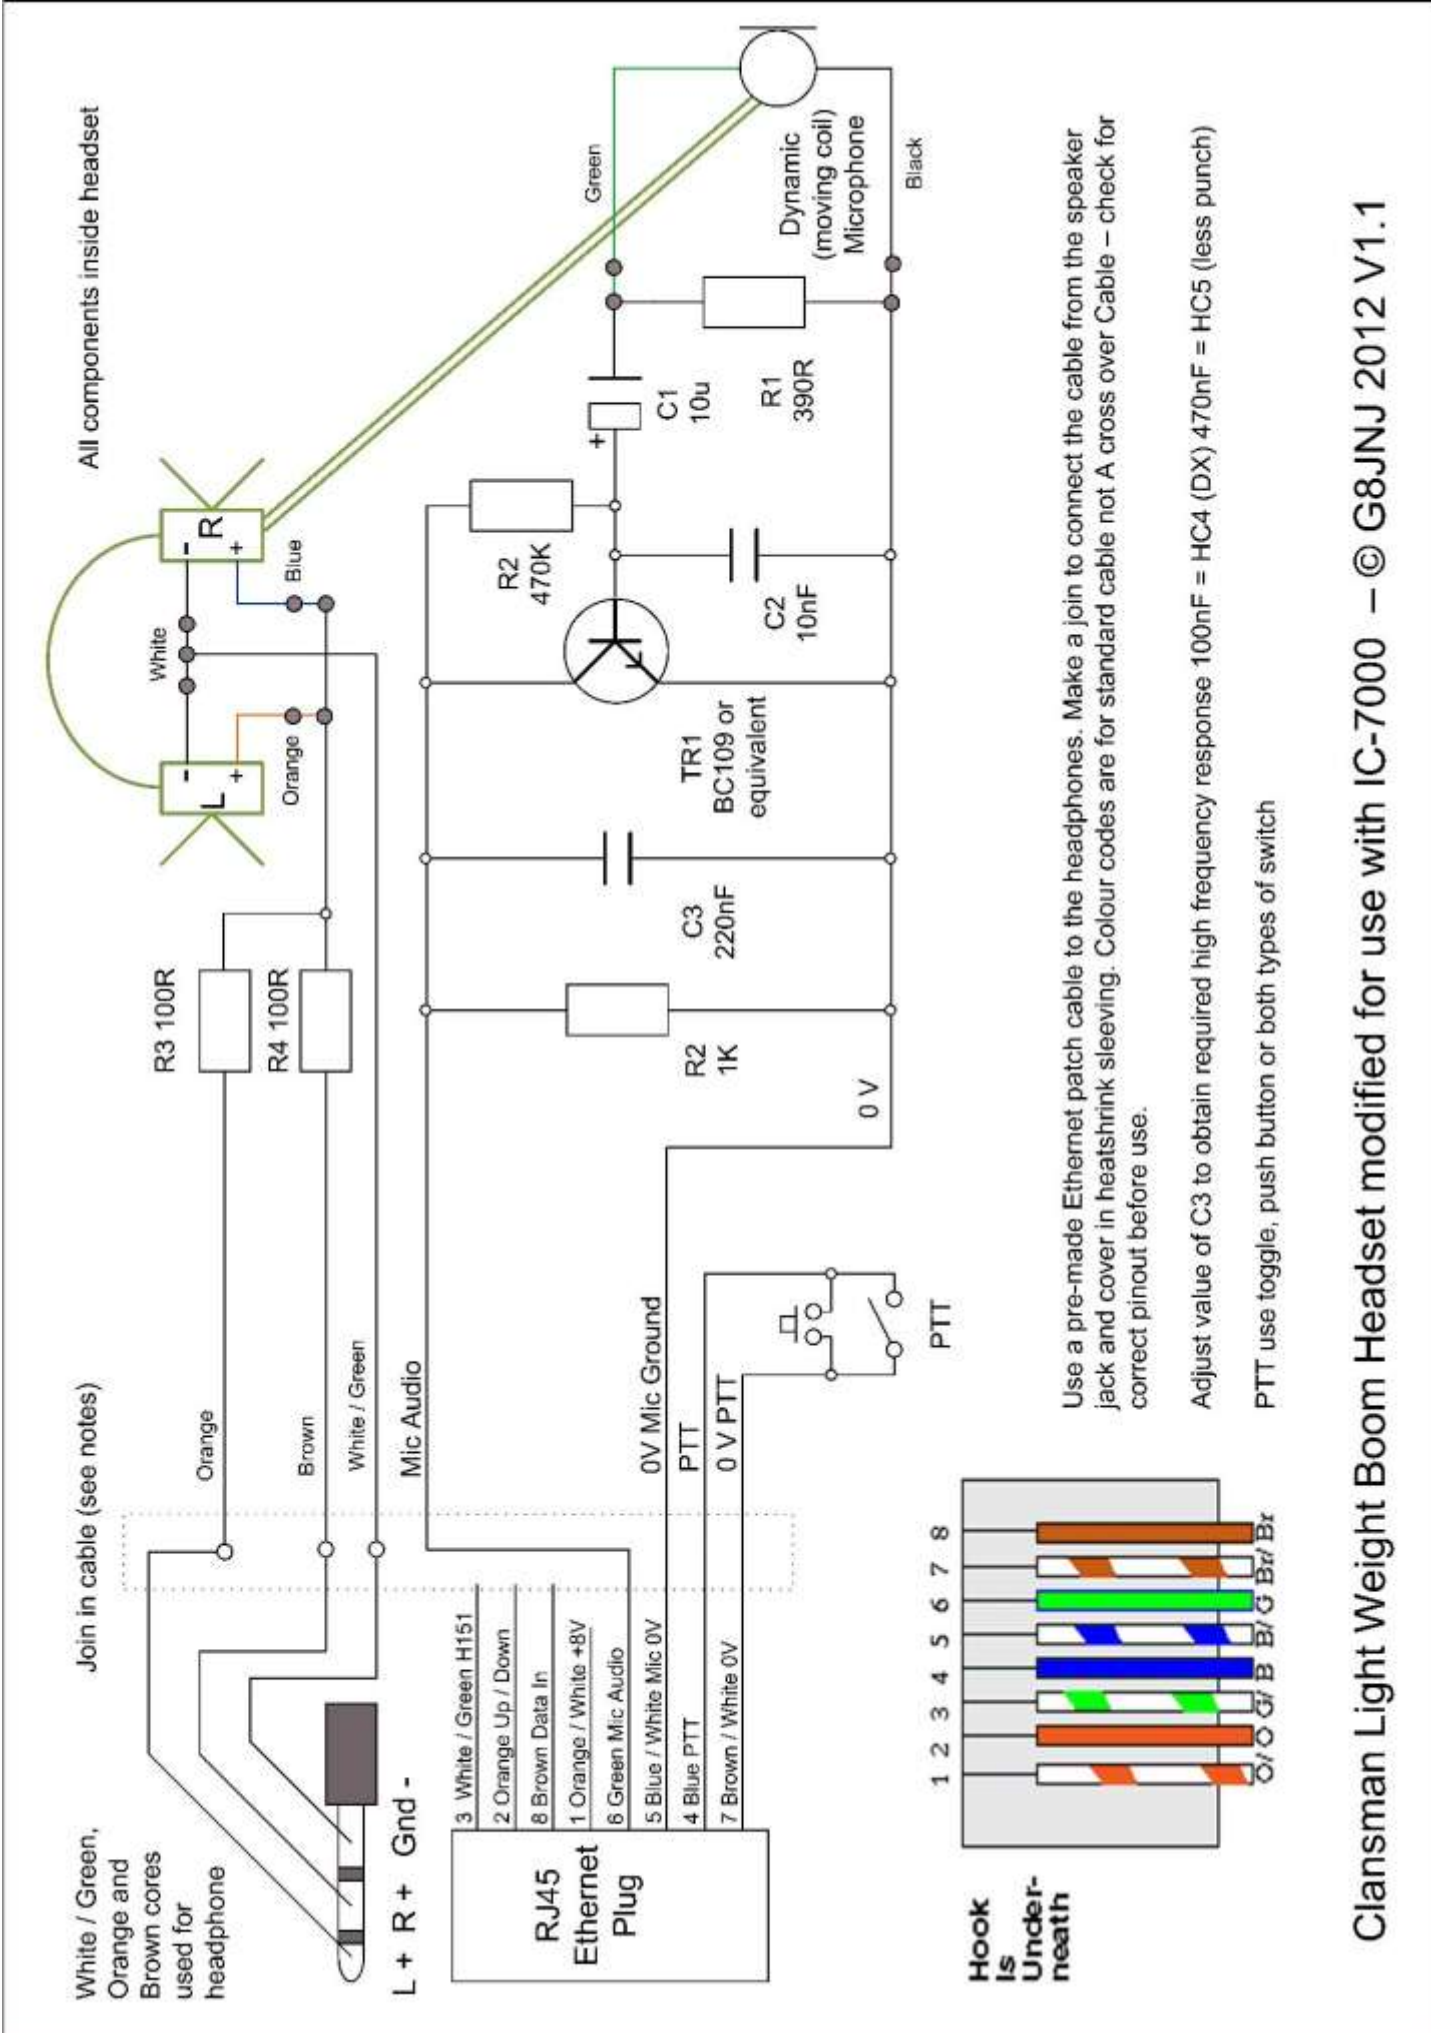 All components inside headset
Join in cable (see notes)
White / Green,
Orange and
Brown cores
used for
headphone
L + R + Gnd -
Orange
Brown
White / Green
R3 100R
R4 100R
White
Orange
Blue
L
-
+
R
-
+
Mic Audio
R2
470K
C1
10u
+
R1
390R
Green
Dynamic
(moving coil)
Microphone
Black
C2
10nF
TR1
BC109 or
equivalent
C3
220nF
R2
1K
0 V
0V Mic Ground
PTT
0 V PTT
PTT
3 White / Green H151
2 Orange Up / Down
8 Brown Data In
1 Orange / White +8V
6 Green Mic Audio
5 Blue / White Mic 0V
4 Blue PTT
7 Brown / White 0V
RJ45
Ethernet
Plug
Hook
Is
Under-
neath
1 2 3 4 5 6 7 8
O/ O G/ B B/ G Br/ Br
Use a pre-made Ethernet patch cable to the headphones. Make a join to connect the cable from the speaker
jack and cover in heatshrink sleeving. Colour codes are for standard cable not A cross over Cable – check for
correct pinout before use.
Adjust value of C3 to obtain required high frequency response 100nF = HC4 (DX) 470nF = HC5 (less punch)
PTT use toggle, push button or both types of switch
Clansman Light Weight Boom Headset modified for use with IC-7000 – © G8JNJ 2012 V1.1